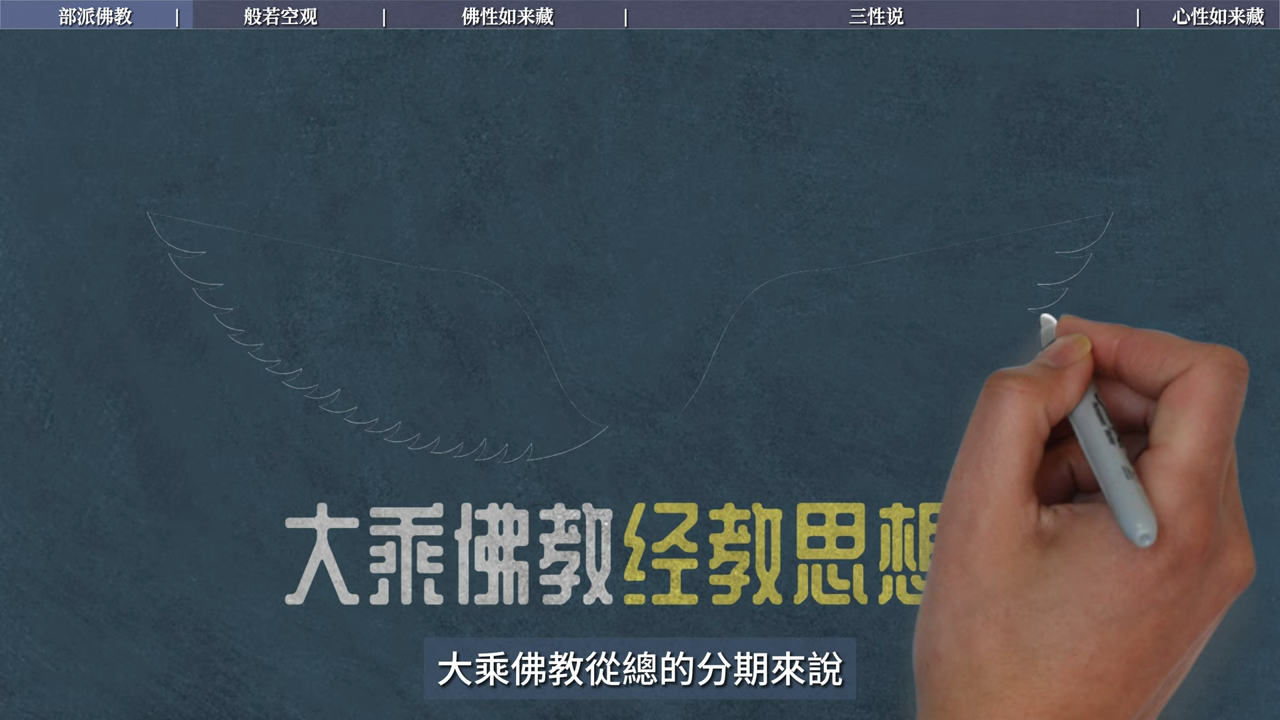 部派佛教 | 般若空观 | 佛性如来藏 | 三性说 | 心性如来藏
大乘佛教经教思想
大乘佛教從總的分期來說